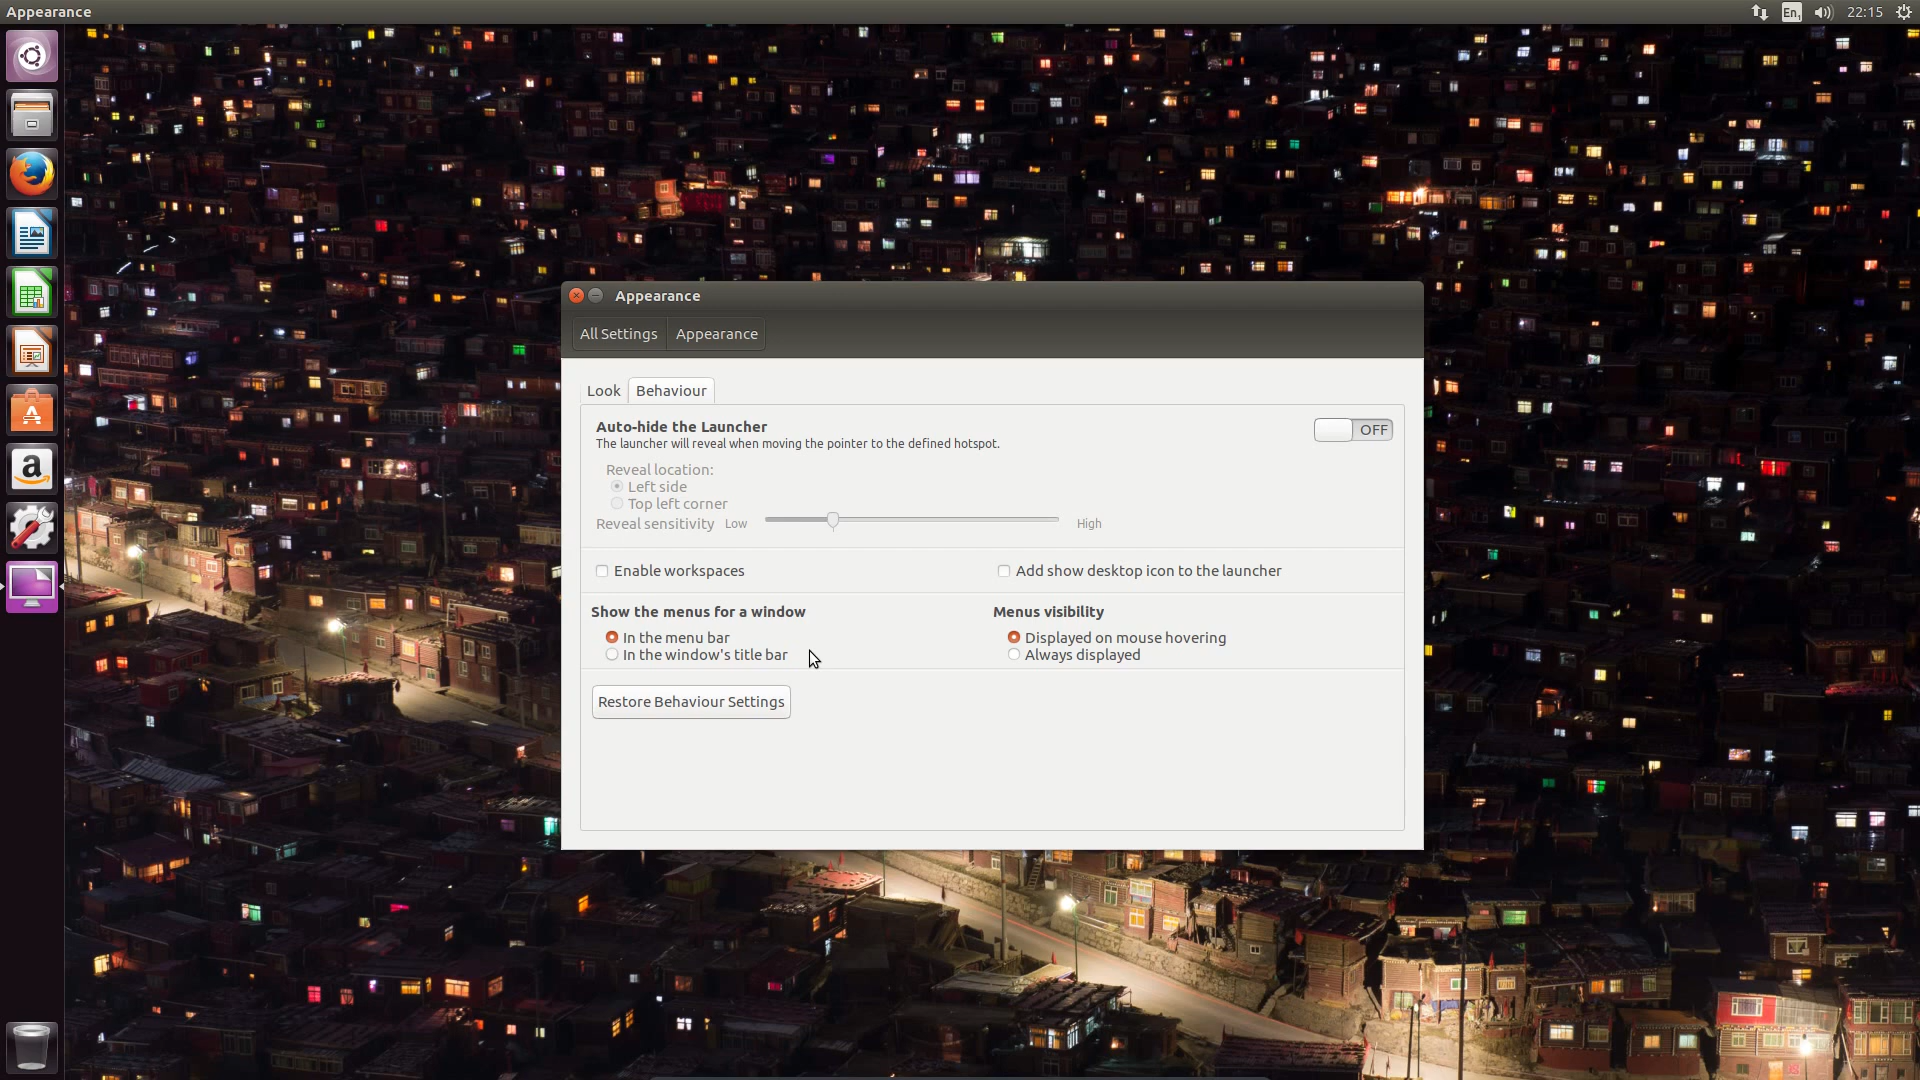 Appearance
En
22:15
Appearance
All Settings
Appearance
Look
Behaviour
Auto-hide the Launcher
OFF
The launcher will reveal when moving the pointer to the defined hotspot.
Reveal location:
Left side
Top left corner
Reveal sensitivity
Low
High
Enable workspaces
Add show desktop icon to the launcher
Show the menus for a window
Menus visibility
In the menu bar
Displayed on mouse hovering
In the window's title bar
Always displayed
Restore Behaviour Settings